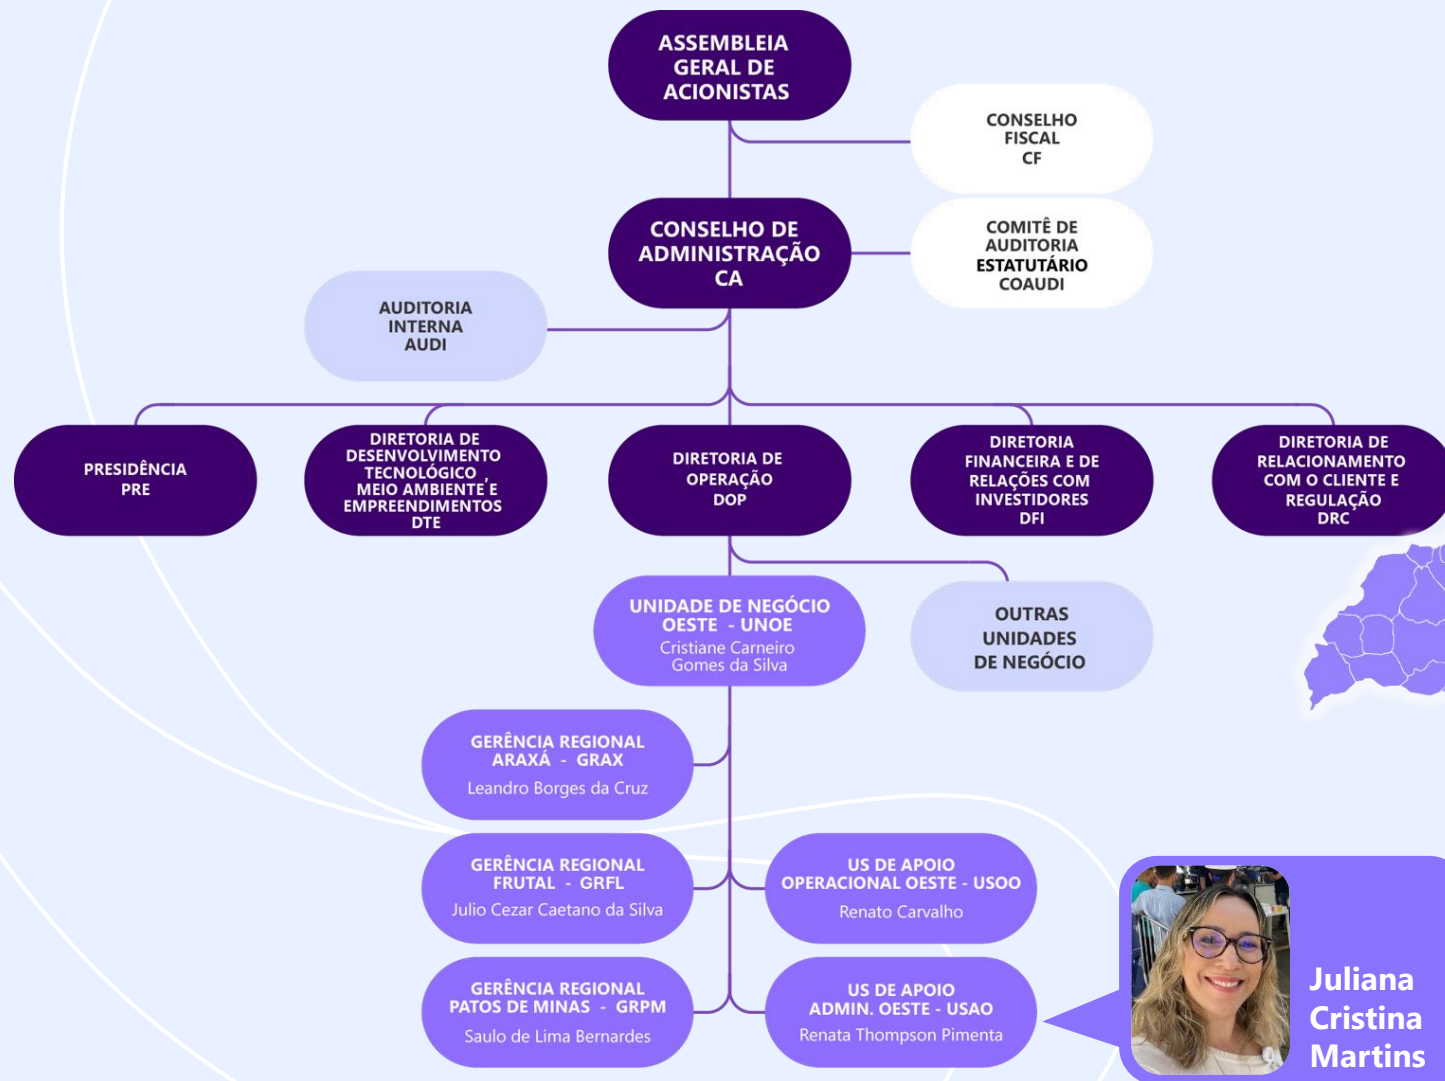 ASSEMBLEIA
GERAL DE
ACIONISTAS
CONSELHO
FISCAL
CF
CONSELHO DE
ADMINISTRAÇÃO
CA
COMITÊ DE
AUDITORIA
ESTATUTÁRIO
COAUDI
AUDITORIA
INTERNA
AUDI
PRESIDÊNCIA
PRE
DIRETORIA DE
DESENVOLVIMENTO
TECNOLÓGICO ,
MEIO AMBIENTE E
EMPREENDIMENTOS
DTE
DIRETORIA DE
OPERAÇÃO
DOP
DIRETORIA
FINANCEIRA E DE
RELAÇÕES COM
INVESTIDORES
DFI
DIRETORIA DE
RELACIONAMENTO
COM O CLIENTE E
REGULAÇÃO
DRC
UNIDADE DE NEGÓCIO
OESTE - UNOE
Cristiane Carneiro
Gomes da Silva
OUTRAS
UNIDADES
DE NEGÓCIO
GERÊNCIA REGIONAL
ARAXÁ - GRAX
Leandro Borges da Cruz
GERÊNCIA REGIONAL
FRUTAL - GRFL
Julio Cezar Caetano da Silva
US DE APOIO
OPERACIONAL OESTE - USOO
Renato Carvalho
GERÊNCIA REGIONAL
PATOS DE MINAS - GRPM
Saulo de Lima Bernardes
US DE APOIO
ADMIN. OESTE - USAO
Renata Thompson Pimenta
Juliana
Cristina
Martins